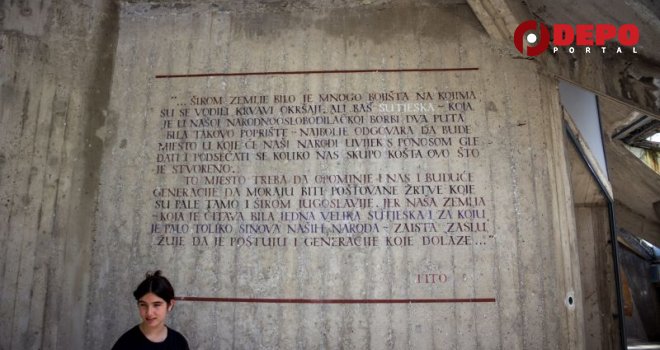 DEPO
PORTAL
"... ŠIROM ZEMLJE BILO JE MNOGO BOJIŠTA NA KOJIMA
SU SE VODILI KRVAVI OKRŠAJI. ALI BAŠ SUTJESKA - KOJA
JE U NAŠOJ NARODNOOSLOBODILAČKOJ BORBI DVA PUTA
BILA TAKOVO POPRIŠTE - NAJBOLJE ODGOVARA DA BUDE
MJESTO U KOJE ĆE NAŠI NARODI UVIJEK S PONOSOM GLE
DATI I PODSEĆATI SE KOLIKO NAS SKUPO KOŠTA OVO ŠTO
JE STVORENO.
TO MJESTO TREBA DA OPOMINJE I NAS I BUDUĆE
GENERACIJE DA MORAJU BITI POŠTOVANE ŽRTVE KOJE
SU PALE TAMO I ŠIROM JUGOSLAVIJE. JER NAŠA ZEMLJA
- KOJA JE ČITAVA BILA JEDNA VELIKA SUTJESKA I ZA KOJU
JE PALO TOLIKO SINOVA NAŠIH NARODA - ZAISTA ZASLU
ŽUJE DA JE POŠTUJU I GENERACIJE KOJE DOLAZE ..."
TITO